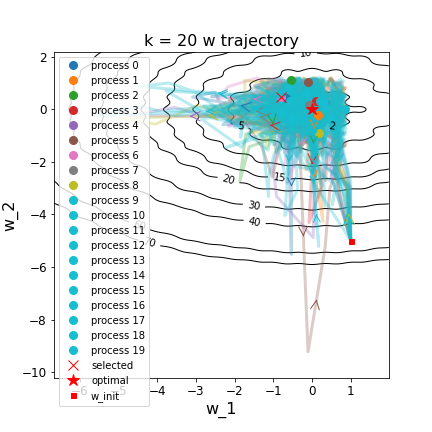 k = 20 w trajectory
w_2
2
0
−2
−4
−6
−8
−10
process 0
process 1
process 2
process 3
process 4
process 5
process 6
process 7
process 8
process 9
process 10
process 11
process 12
process 13
process 14
process 15
process 16
process 17
process 18
process 19
selected
optimal
w_init
10
5
2
15
20
30
40
−6
−5
−4
−3
−2
−1
0
1
w_1